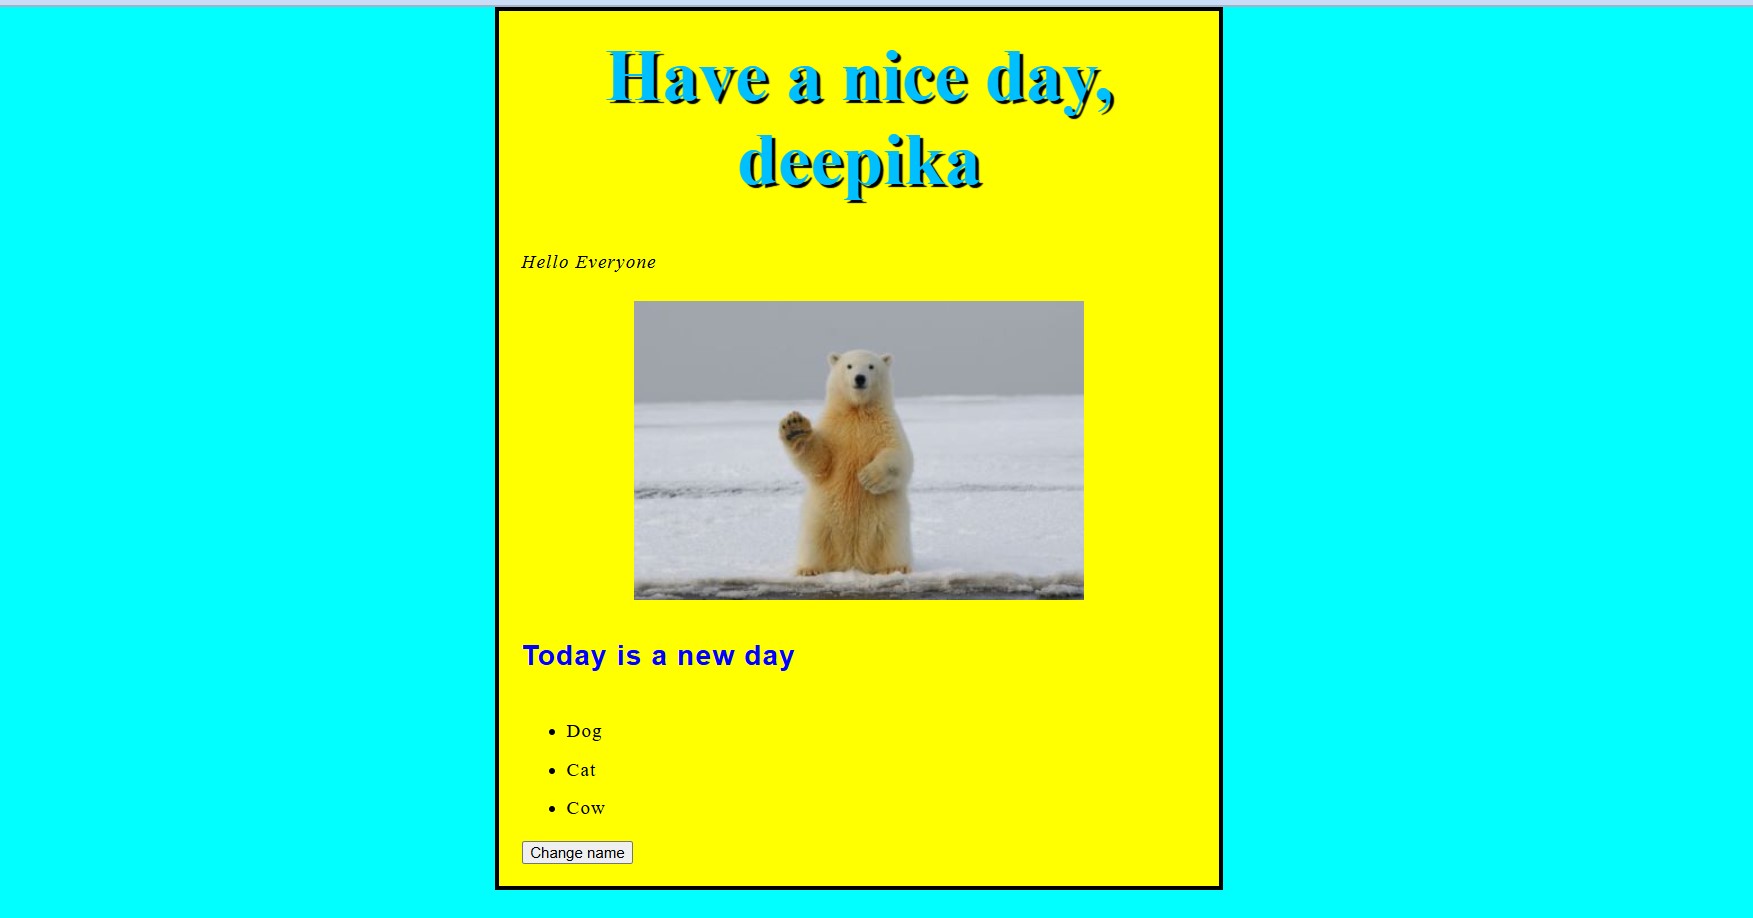 Have a nice day,
deepika
Hello Everyone
Today is a new day
Dog
Cat
Cow
Change name